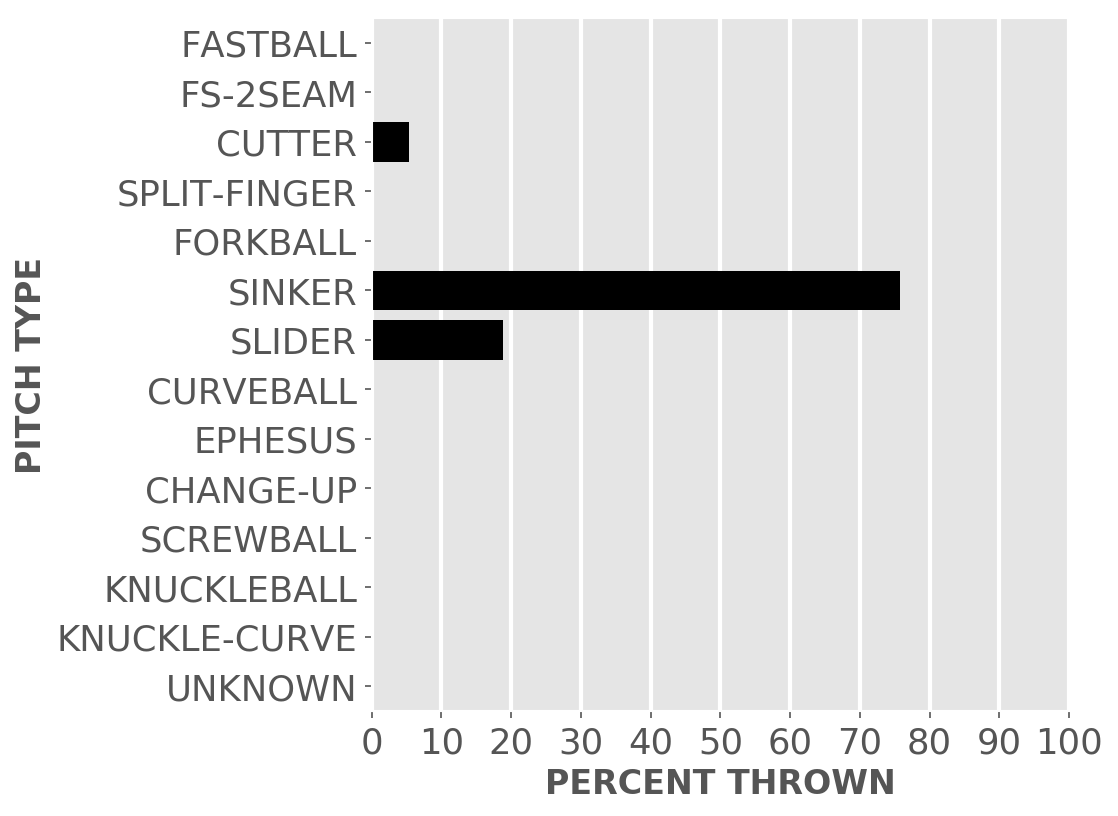 FASTBALL
FS-2SEAM
CUTTER
SPLIT-FINGER
FORKBALL
SINKER
SLIDER
CURVEBALL
EPHESUS
CHANGE-UP
SCREWBALL
KNUCKLEBALL
KNUCKLE-CURVE
UNKNOWN
PITCH TYPE
0 10 20 30 40 50 60 70 80 90 100
PERCENT THROWN